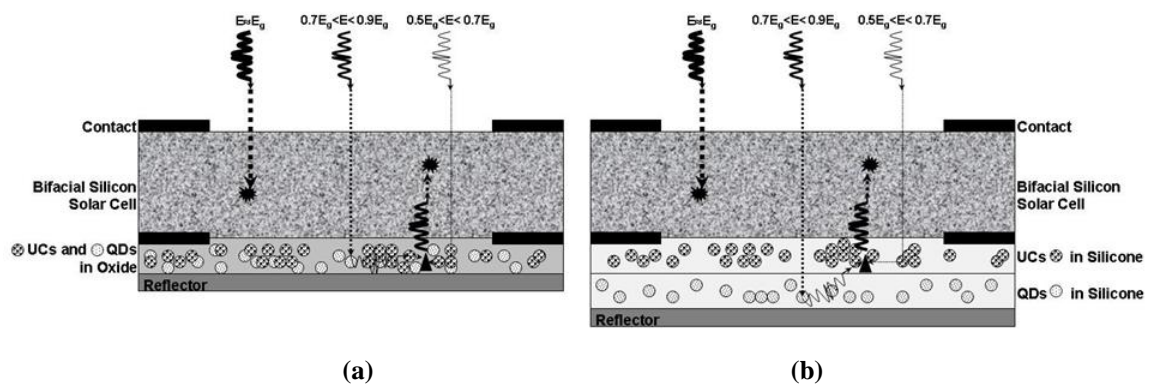 E≈Eg 0.7Eg<E<0.9Eg 0.5Eg<E<0.7Eg
Contact
Bifacial Silicon
Solar Cell
UCs and QDs
in Oxide
Reflector
(a)
E≈Eg 0.7Eg<E<0.9Eg 0.5Eg<E<0.7Eg
Contact
Bifacial Silicon
Solar Cell
UCs in Silicone
QDs in Silicone
Reflector
(b)